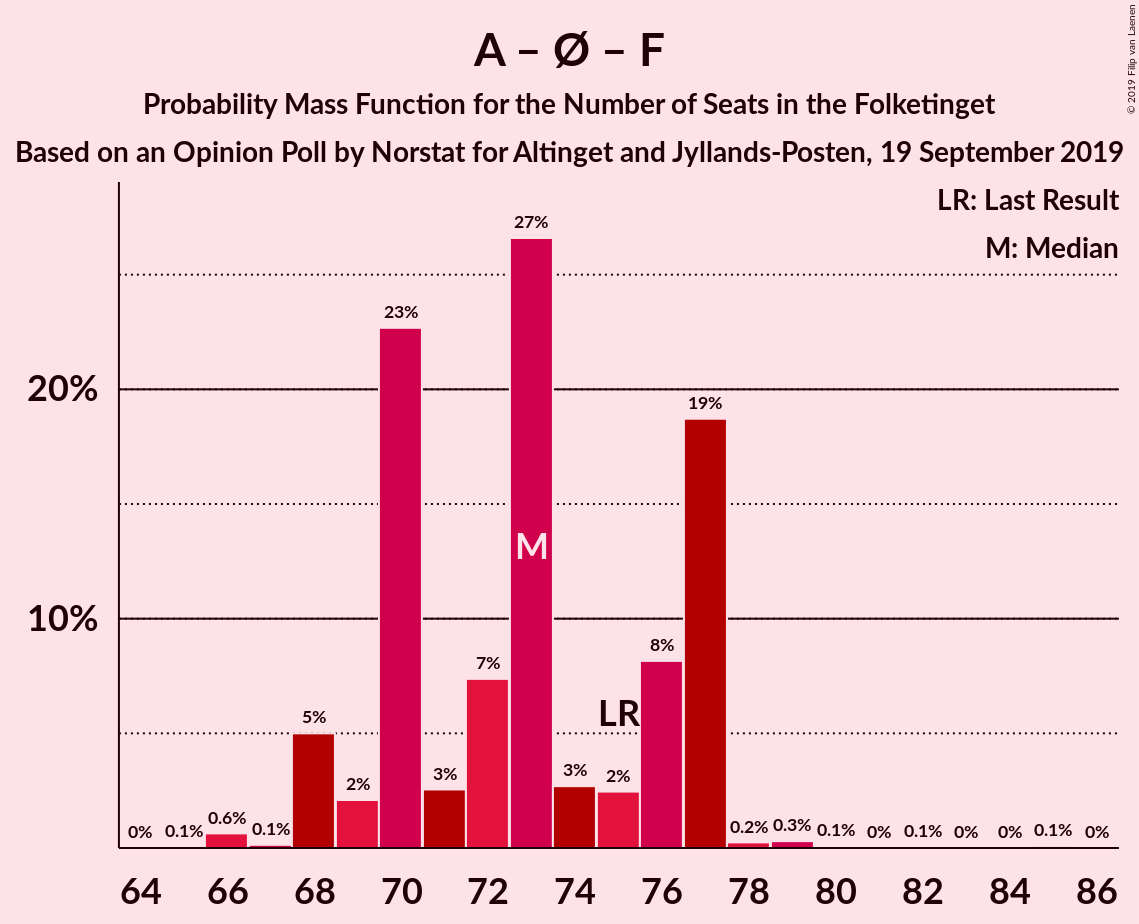 A – Ø – F
Probability Mass Function for the Number of Seats in the Folketinget
Based on an Opinion Poll by Norstat for Altinget and Jyllands-Posten, 19 September 2019
© 2019 Filip van Laenen
LR: Last Result
M: Median
27%
23%
20%
19%
M
10%
8%
7%
LR
5%
3%
2%
3%
2%
0%
0.1%
0.6%
0.1%
0.2%
0.3%
0.1%
0%
0.1%
0%
0%
0.1%
0%
64 66 68 70 72 74 76 78 80 82 84 86